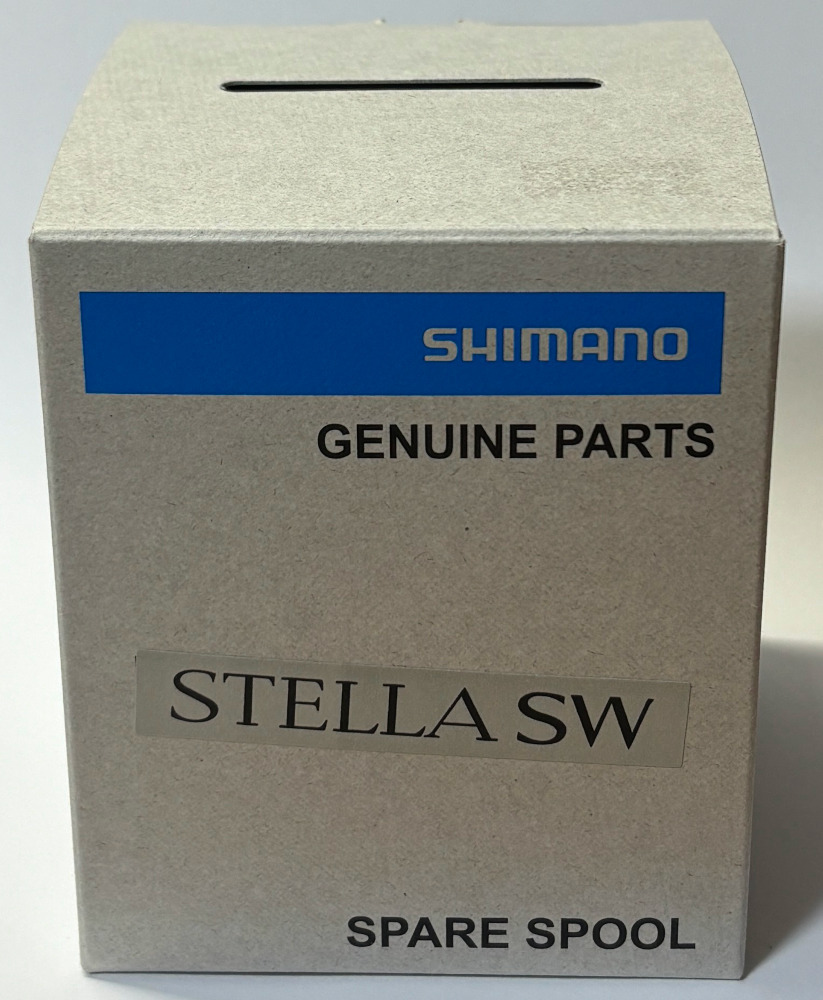 SHIMANO
GENUINE PARTS
STELLA SW
SPARE SPOOL